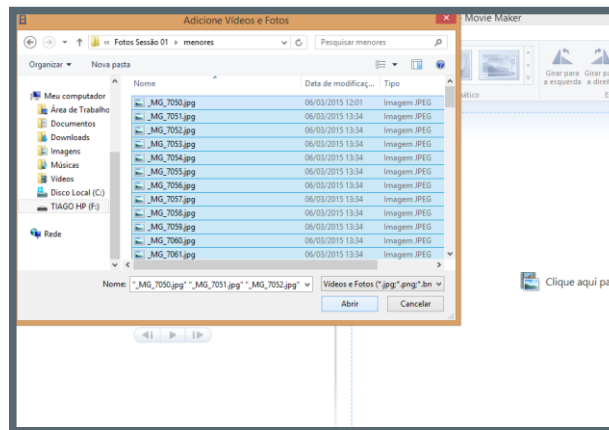 Adicione Vídeos e Fotos
Movie Maker
« Fotos Sessão 01 ▸ menores
Pesquisar menores
Organizar
Nova pasta
Nome
Data de modificaç...
Tipo
Meu computador
Área de Trabalho
Documentos
Downloads
Imagens
Músicas
Vídeos
Disco Local (C:)
TIAGO HP (F:)
Rede
_MG_7050.jpg 06/03/2015 12:01 Imagem JPEG
_MG_7051.jpg 06/03/2015 13:34 Imagem JPEG
_MG_7052.jpg 06/03/2015 13:34 Imagem JPEG
_MG_7053.jpg 06/03/2015 13:34 Imagem JPEG
_MG_7054.jpg 06/03/2015 13:34 Imagem JPEG
_MG_7055.jpg 06/03/2015 13:34 Imagem JPEG
_MG_7056.jpg 06/03/2015 13:34 Imagem JPEG
_MG_7057.jpg 06/03/2015 13:34 Imagem JPEG
_MG_7058.jpg 06/03/2015 13:34 Imagem JPEG
_MG_7059.jpg 06/03/2015 13:34 Imagem JPEG
_MG_7060.jpg 06/03/2015 13:34 Imagem JPEG
_MG_7061.jpg 06/03/2015 13:34 Imagem JPEG
Nome: "_MG_7050.jpg" "_MG_7051.jpg" "_MG_7052.jpg"
Vídeos e Fotos (*.jpg;*.png;*.bn
Abrir
Cancelar
Girar para Girar pa
a esquerda a direit
mático
E
Clique aqui pa